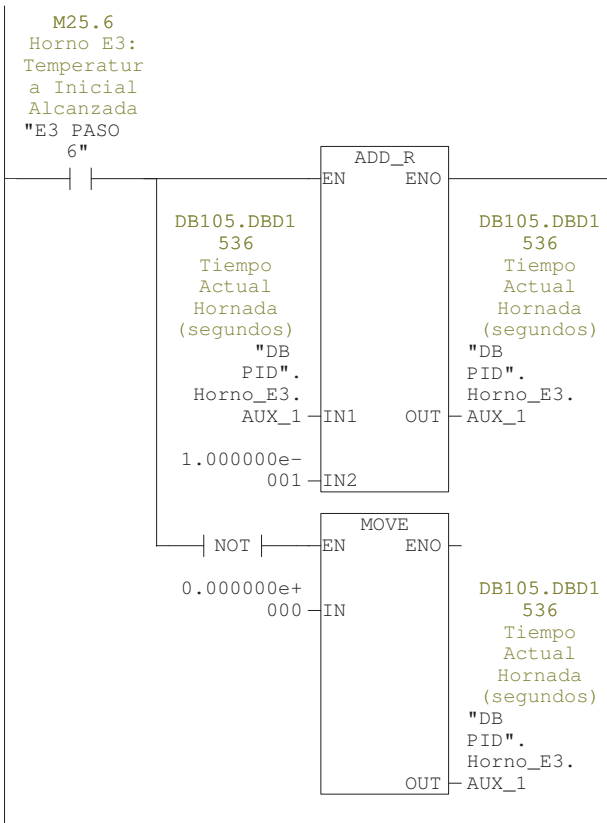 M25.6
Horno E3:
Temperatur
a Inicial
Alcanzada
"E3 PASO
6"
ADD_R
EN ENO
DB105.DBD1
536
Tiempo
Actual
Hornada
(segundos)
"DB
PID".
Horno_E3.
AUX_1
IN1
OUT
DB105.DBD1
536
Tiempo
Actual
Hornada
(segundos)
"DB
PID".
Horno_E3.
AUX_1
1.000000e-
001
IN2
MOVE
NOT
EN ENO
0.000000e+
000
IN
OUT
DB105.DBD1
536
Tiempo
Actual
Hornada
(segundos)
"DB
PID".
Horno_E3.
AUX_1